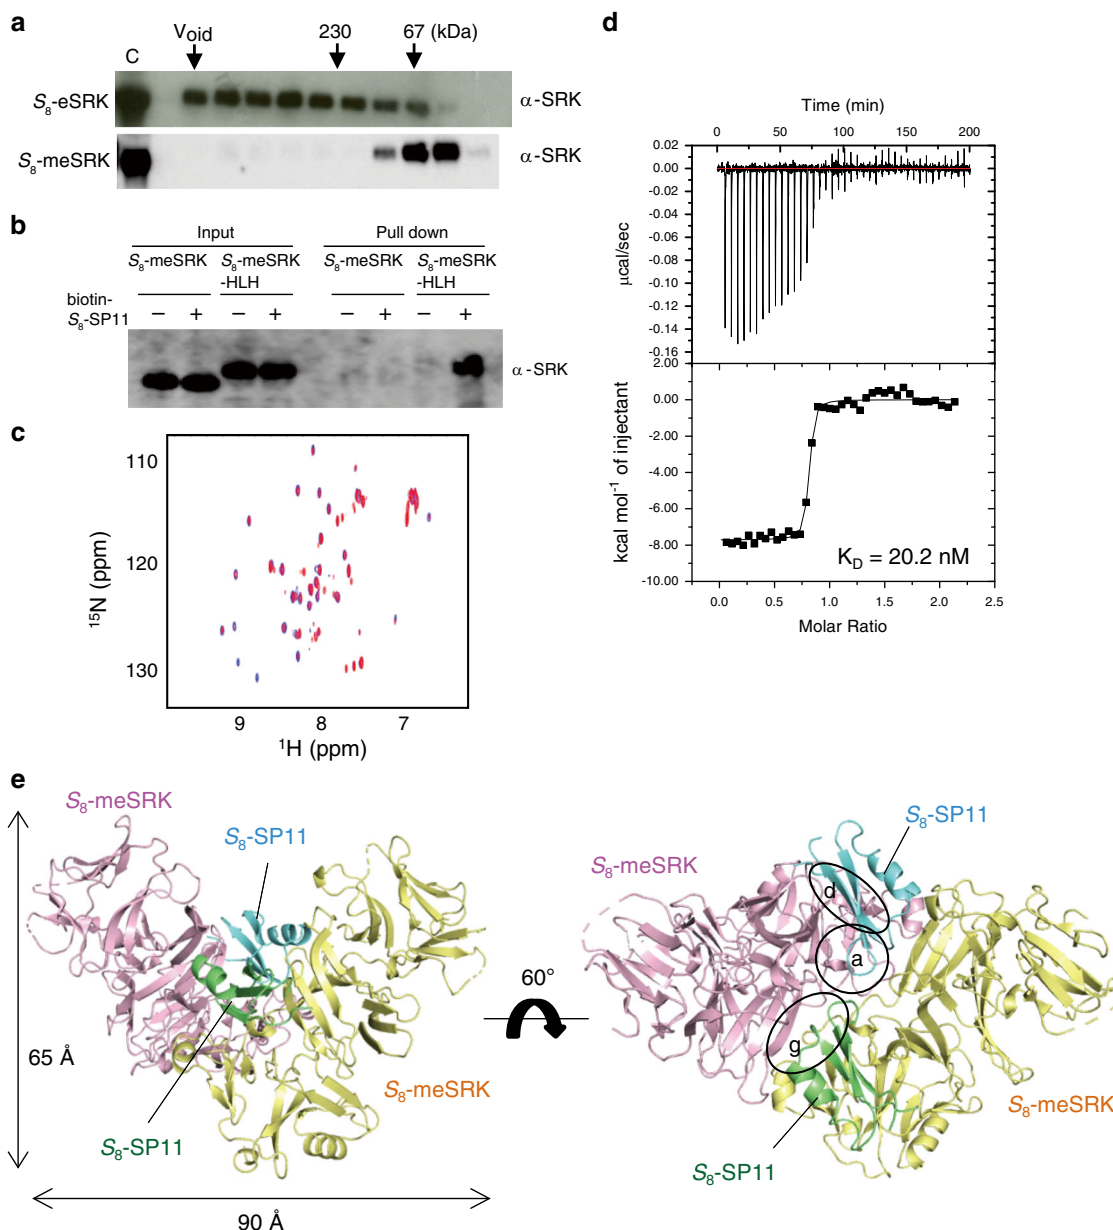 a
Void 230 67 (kDa)
C
S8-eSRK α-SRK
S8-meSRK α-SRK
b
Input Pull down
S8-meSRK S8-meSRK-HLH S8-meSRK S8-meSRK-HLH
biotin-S8-SP11 − + − + − + − +
α-SRK
c
110
120
130
15N (ppm)
9 8 7
1H (ppm)
d
Time (min)
0 50 100 150 200
0.02
0.00
-0.02
-0.04
-0.06
-0.08
-0.10
-0.12
-0.14
-0.16
µcal/sec
2.00
0.00
-2.00
-4.00
-6.00
-8.00
-10.00
kcal mol-1 of injectant
KD = 20.2 nM
0.0 0.5 1.0 1.5 2.0 2.5
Molar Ratio
e
S8-meSRK
S8-SP11
65 Å
S8-meSRK
S8-SP11
90 Å
60°
S8-SP11
S8-meSRK
d
a
g
S8-meSRK
S8-SP11